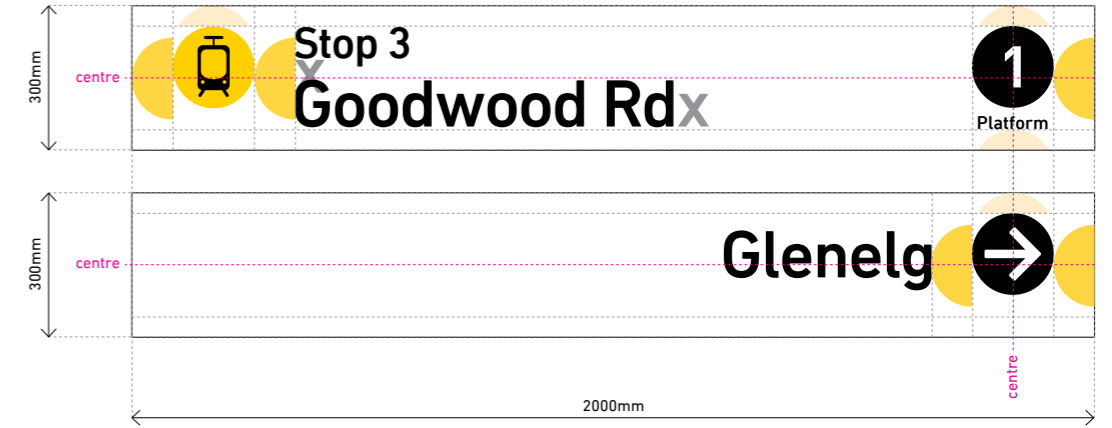 300mm
centre
Stop 3
x
Goodwood Rdx
1
Platform
300mm
centre
Glenelg
centre
2000mm